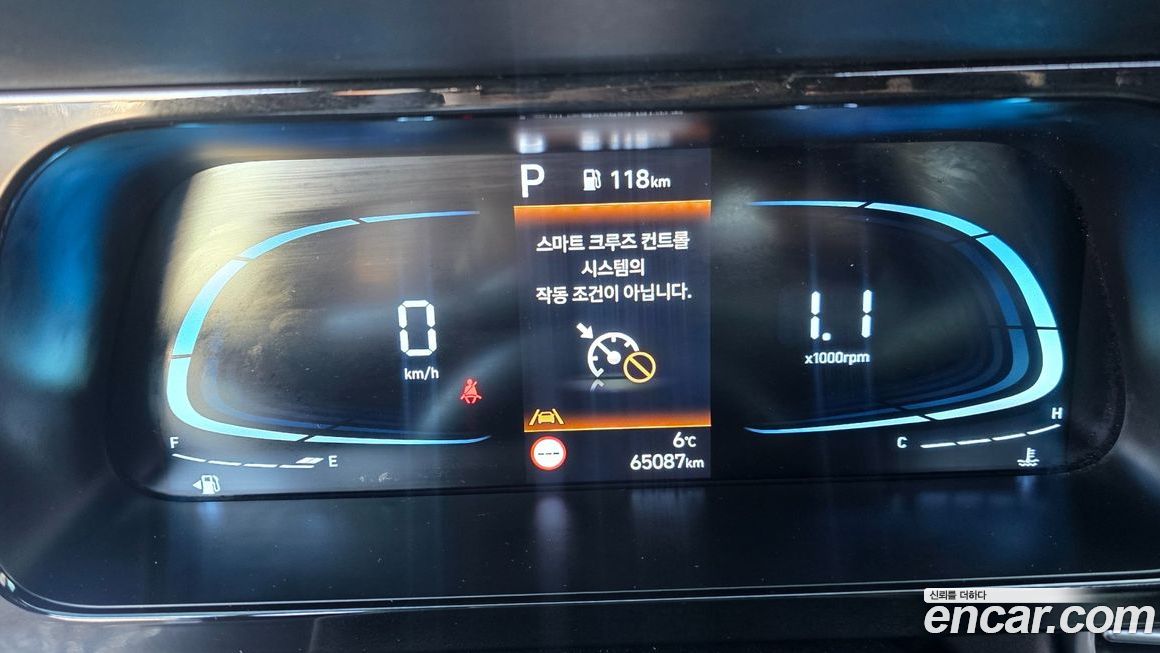 P 118km
스마트 크루즈 컨트롤
시스템의
작동 조건이 아닙니다.
0
km/h
1.1
x1000rpm
F
E
---
6℃
65087km
C
H
신뢰를 더하다
encar.com